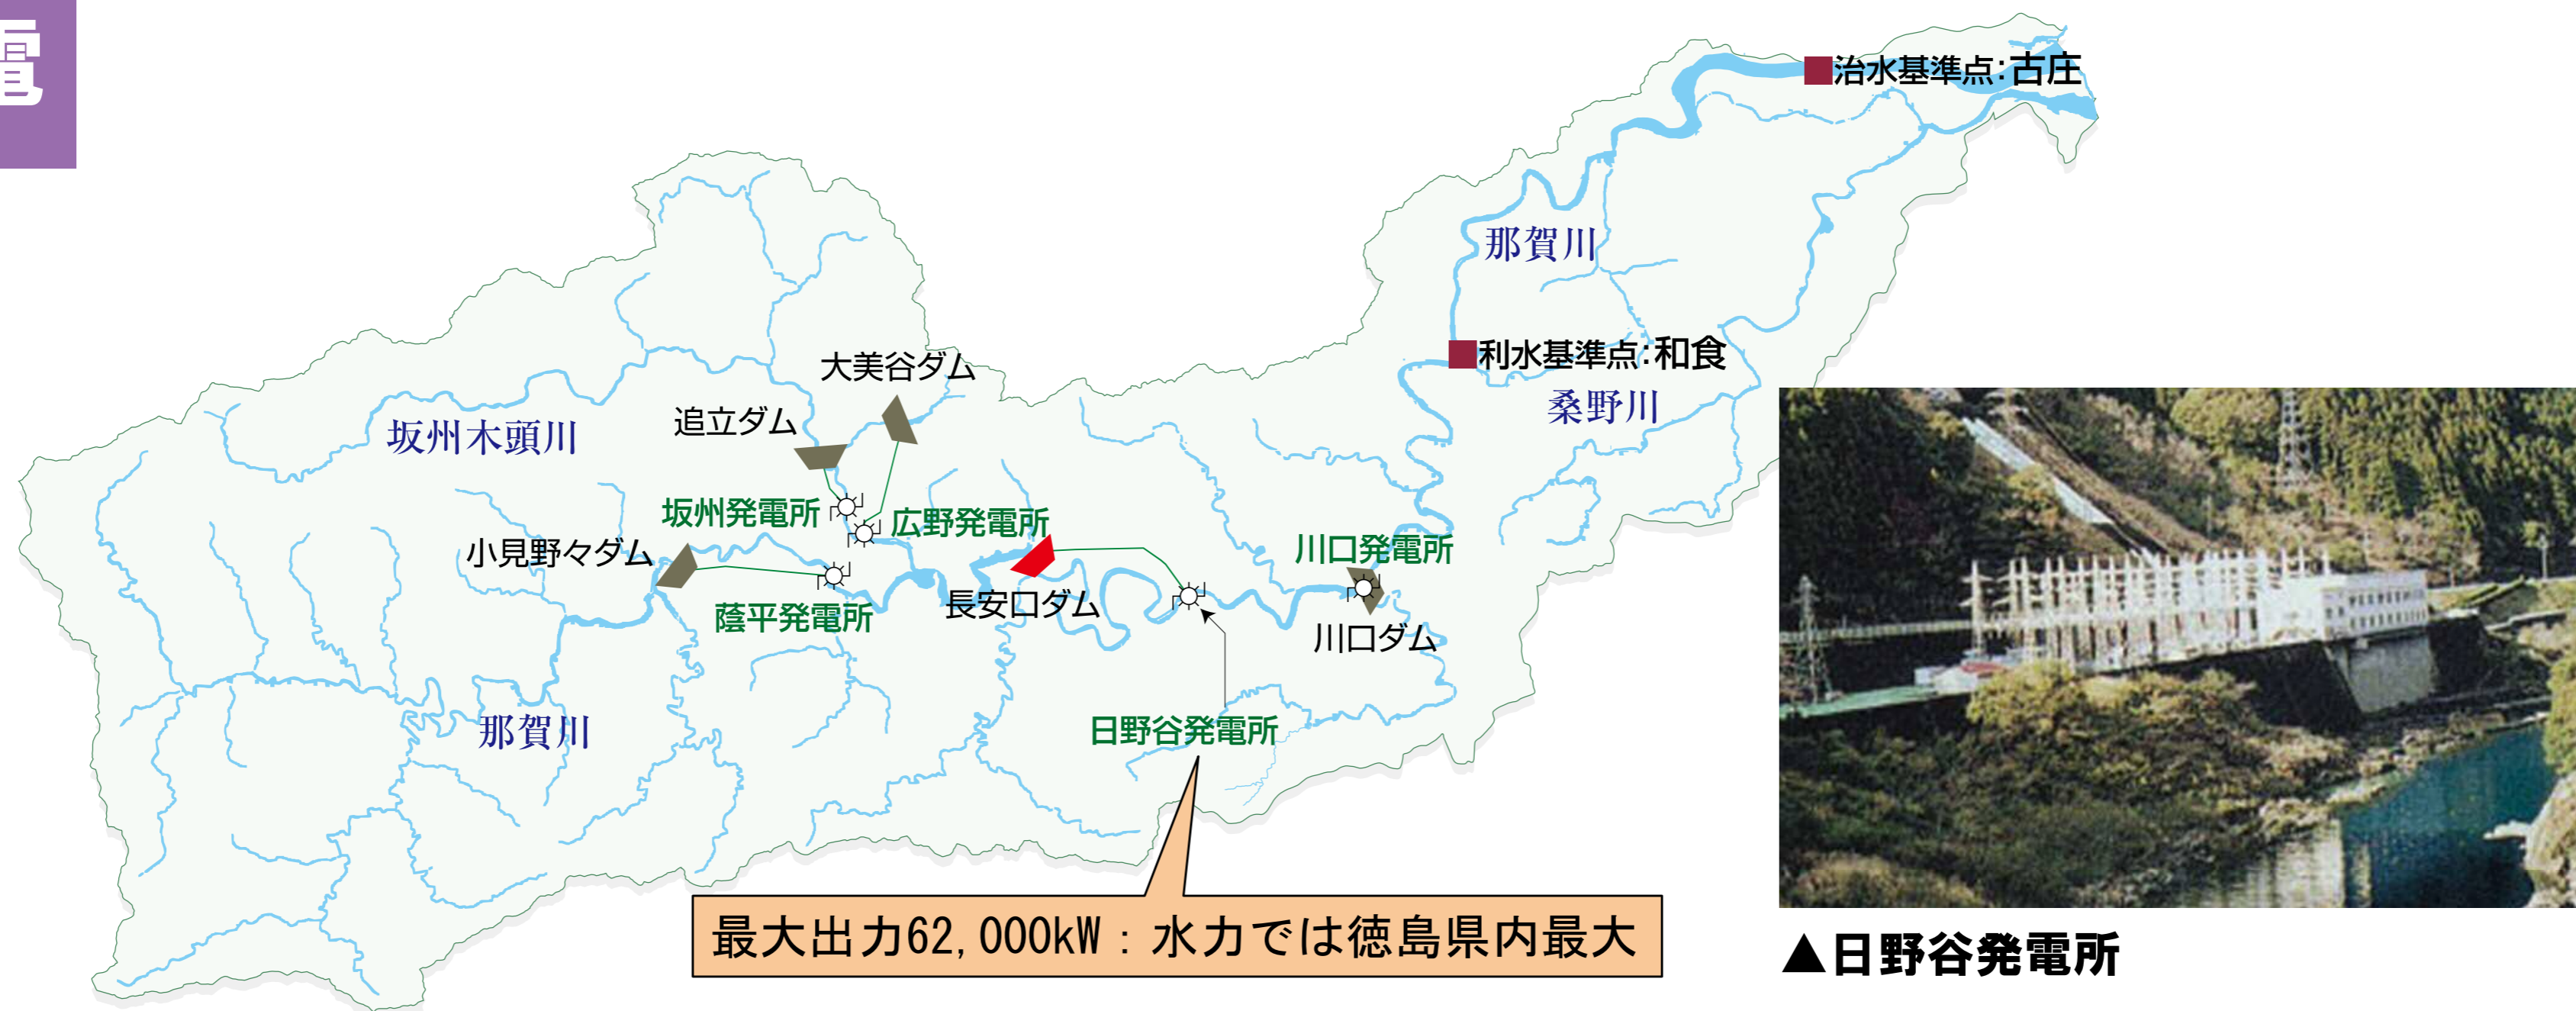 電
治水基準点：古庄
那賀川
利水基準点：和食
桑野川
大美谷ダム
追立ダム
坂州木頭川
坂州発電所
広野発電所
小見野々ダム
川口発電所
蔭平発電所
長安口ダム
川口ダム
那賀川
日野谷発電所
最大出力62,000kW：水力では徳島県内最大
▲日野谷発電所